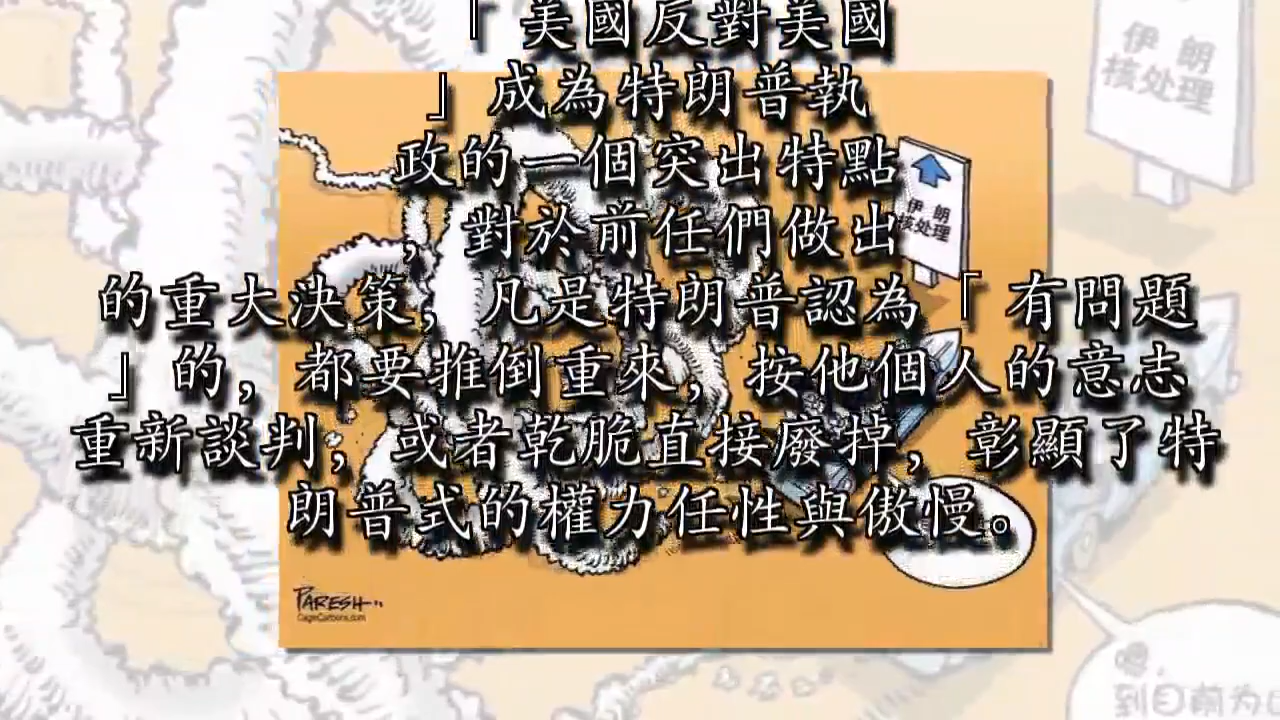 「 美國反對美國
」 成為特朗普執
政的一個突出特點
，對於前任們做出
的重大決策，凡是特朗普認為「 有問題
」的，都要推倒重來，按他個人的意志
重新談判；或者乾脆直接廢掉，彰顯了特
朗普式的權力任性與傲慢。
伊 朗
核处理
伊 朗
核处理
PARESH
CagleCartoons.com
嗯，
到目前为